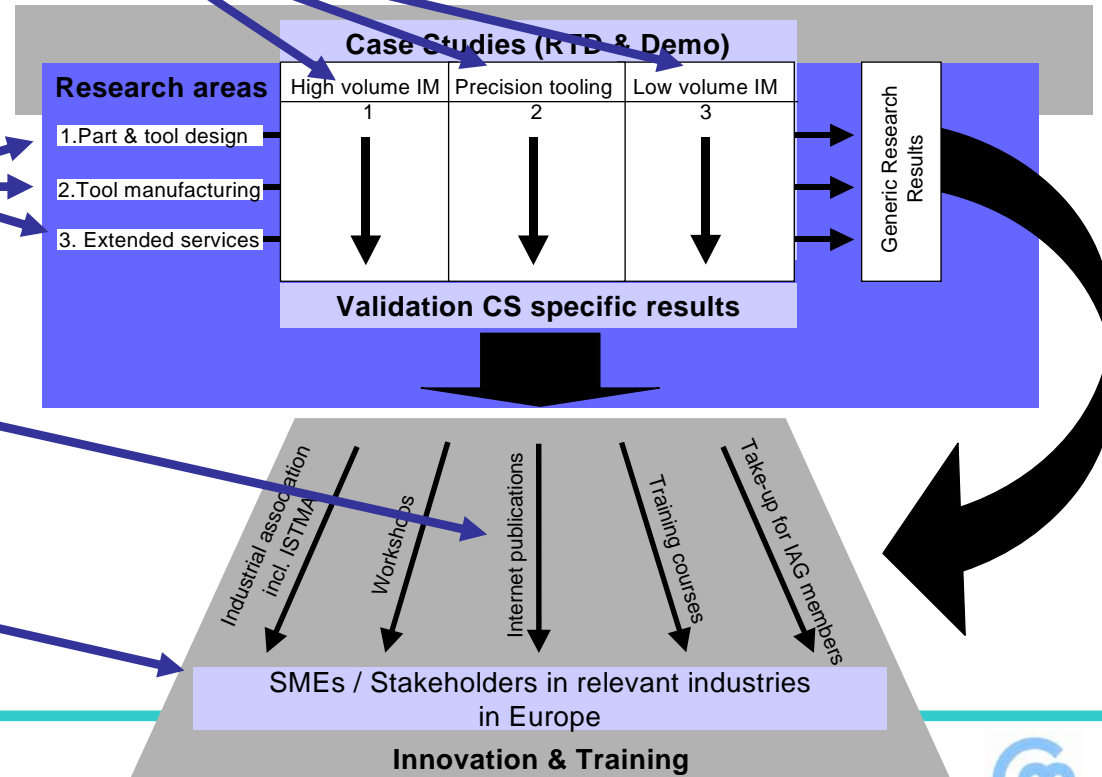 Case Studies (RTD & Demo)
Research areas
High volume IM
Precision tooling
Low volume IM
1
2
3
1.Part & tool design
2.Tool manufacturing
3. Extended services
Generic Research
Results
Validation CS specific results
Industrial association
incl. ISTMA
Workshops
Internet publications
Training courses
Take-up for IAG members
SMEs / Stakeholders in relevant industries
in Europe
Innovation & Training